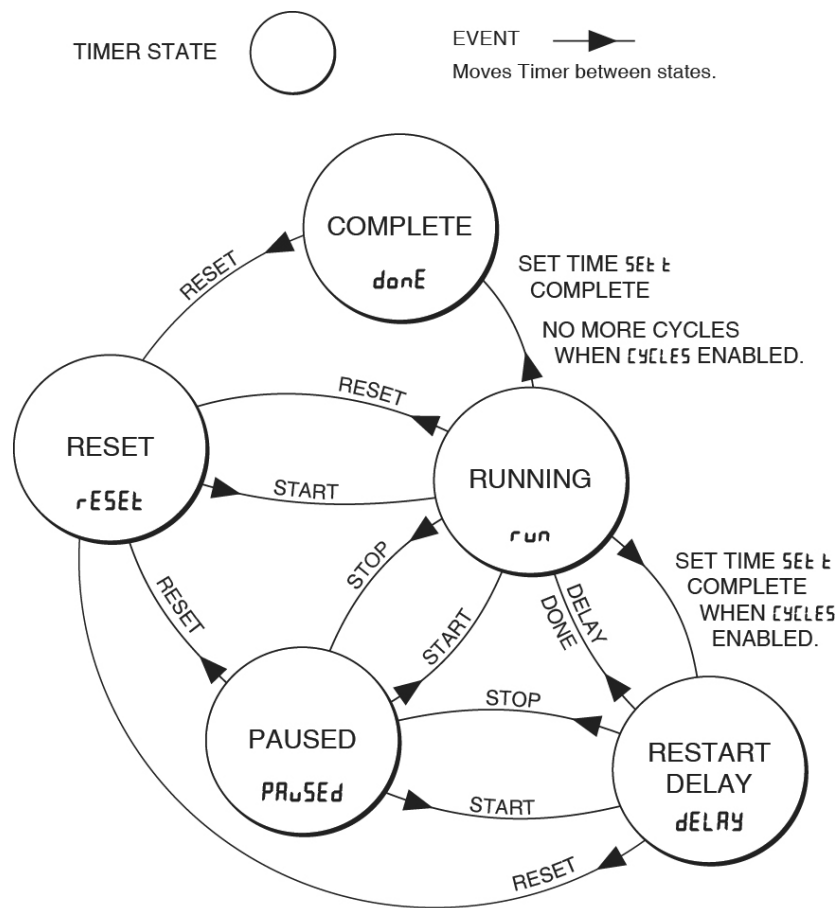 TIMER STATE
EVENT
Moves Timer between states.
COMPLETE
donE
RESET
SET TIME SEt t
COMPLETE
NO MORE CYCLES
WHEN CYCLES ENABLED.
RESET
RESET
rESEt
START
RUNNING
run
STOP
START
DELAY
DONE
SET TIME SEt t
COMPLETE
WHEN CYCLES
ENABLED.
RESET
PAUSED
PAuSEd
STOP
START
RESTART
DELAY
dELAY
RESET